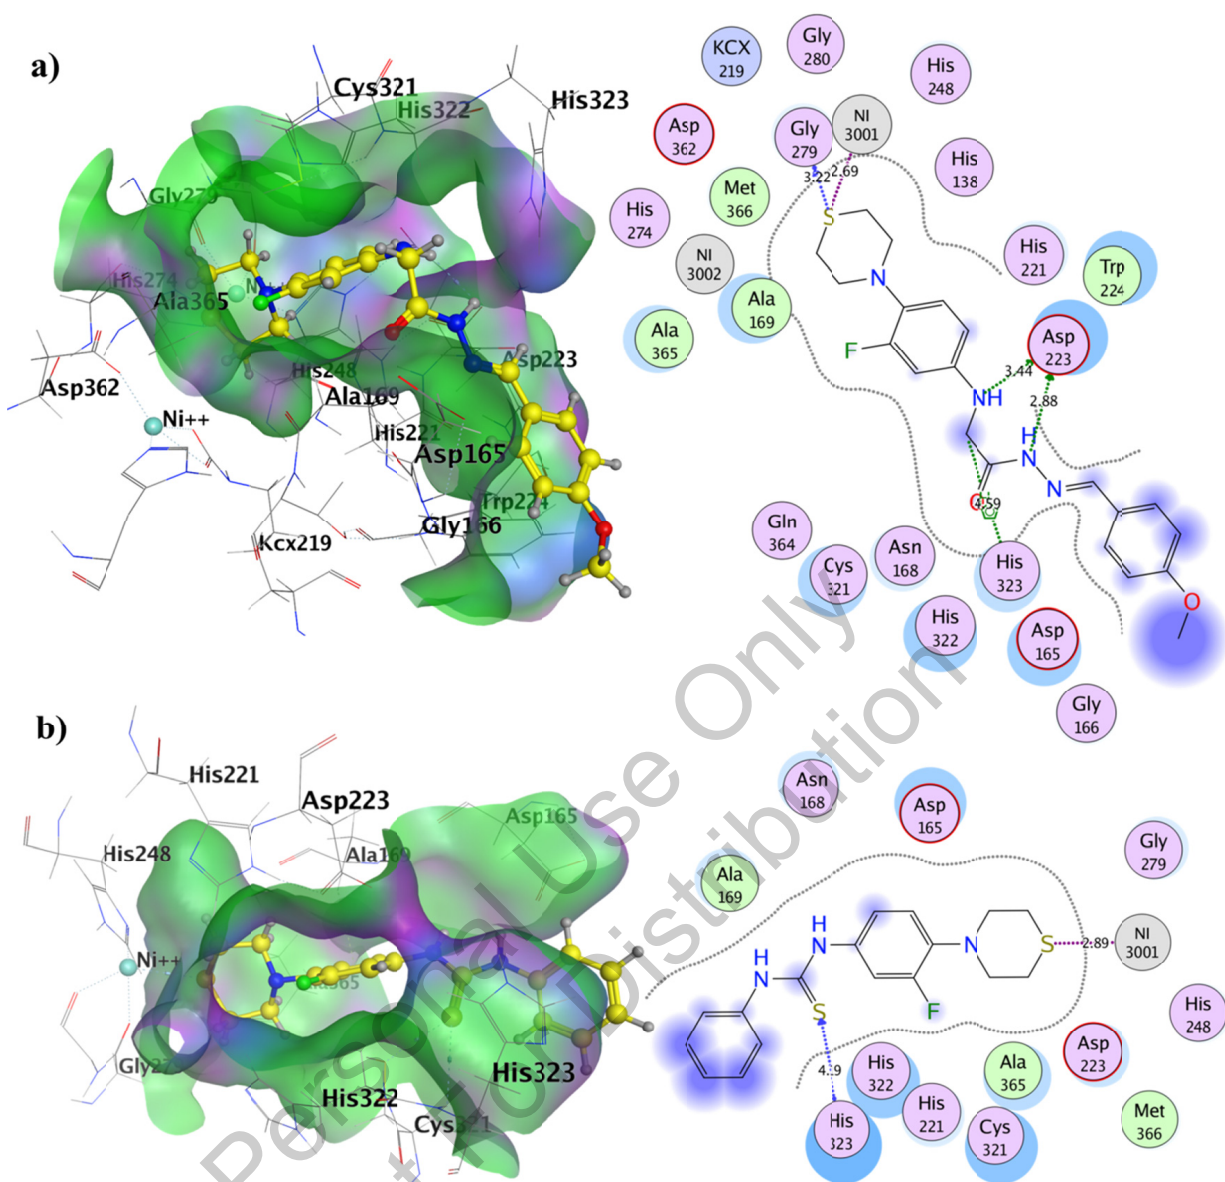 a)
Cys321
His322
His323
Gly279
His274
Ala365
Asp223
His248
Asp362
Ala169
Ni++
His221
Asp165
Trp224
Gly166
Kcx219
KCX
219
Gly
280
His
248
Asp
362
Gly
279
NI
3001
3.22
2.69
His
138
Met
366
His
274
NI
3002
His
221
Trp
224
Ala
169
Ala
365
S
N
F
Asp
223
3.44
NH
2.88
H
N
N
O
4.59
Gln
364
Cys
321
Asn
168
His
323
His
322
Asp
165
O
Gly
166
b)
His221
Asp223
Asp165
His248
Ala169
Ni++
His323
His322
Cys321
Asn
168
Asp
165
Gly
279
Ala
169
H
N
H
N
N
S
2.89
NI
3001
S
F
His
248
Asp
223
His
322
Ala
365
4.19
His
221
Met
366
His
323
Cys
321
Personal Use Only
Distribution